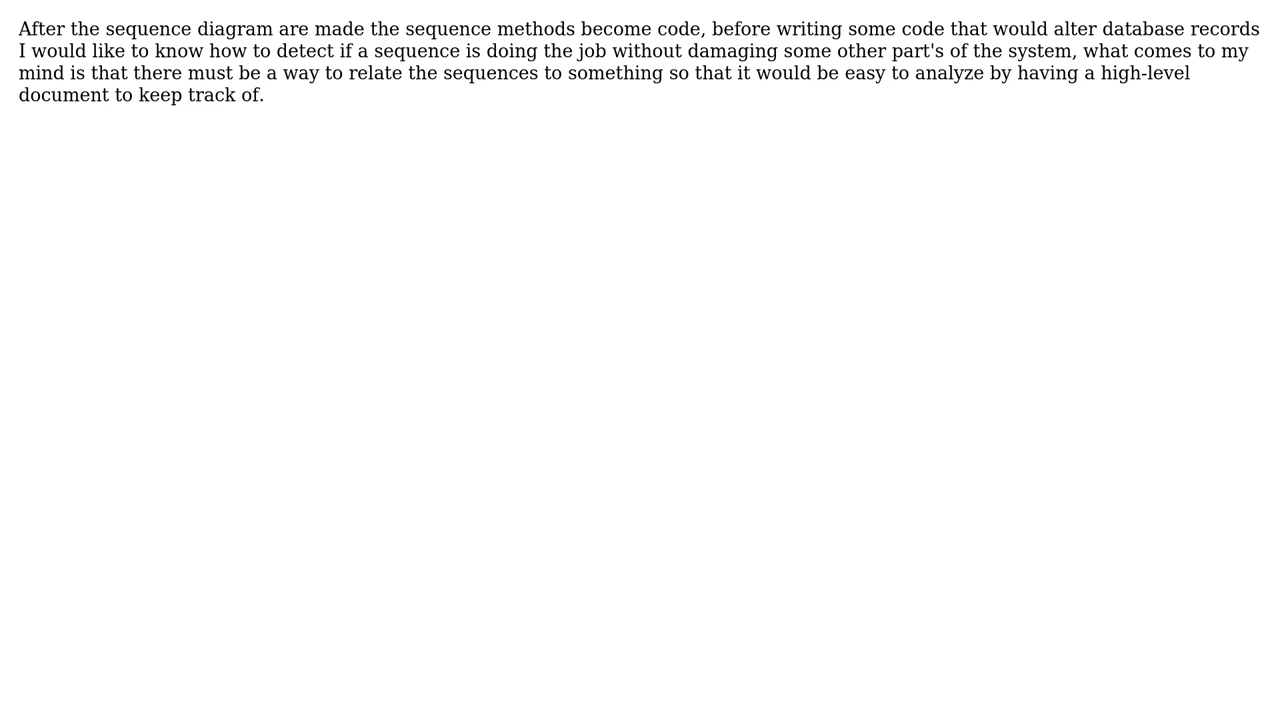 After the sequence diagram are made the sequence methods become code, before writing some code that would alter database records
I would like to know how to detect if a sequence is doing the job without damaging some other part's of the system, what comes to my
mind is that there must be a way to relate the sequences to something so that it would be easy to analyze by having a high-level
document to keep track of.